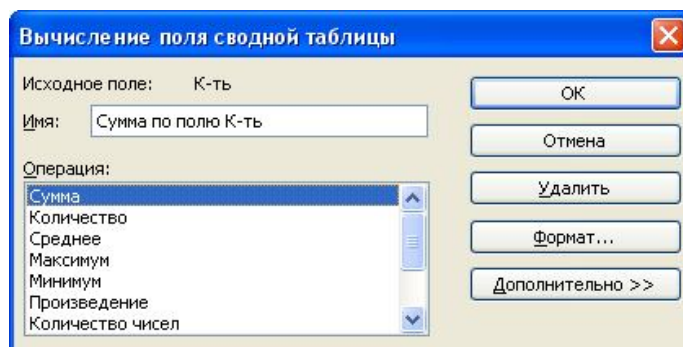 Вычисление поля сводной таблицы
Исходное поле: К-ть
Имя: Сумма по полю К-ть
Операция:
Сумма
Количество
Среднее
Максимум
Минимум
Произведение
Количество чисел
ОК
Отмена
Удалить
Формат...
Дополнительно >>